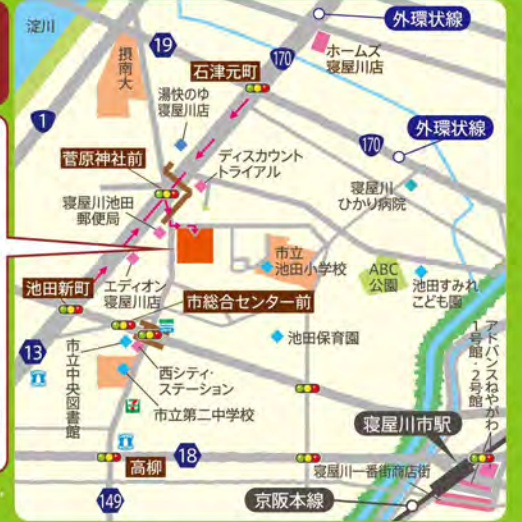 淀川
外環状線
摂南大
19
ホームズ
寝屋川店
石津元町
170
湯快のゆ
寝屋川店
1
170
外環状線
菅原神社前
ディスカウント
トライアル
寝屋川
ひかり病院
寝屋川池田
郵便局
市立
池田小学校
ABC
公園
池田すみれ
こども園
エディオン
寝屋川店
池田新町
市総合センター前
池田保育園
13
市立中央図書館
西シティ・
ステーション
アドバンスねやがわ
1号館・2号館
市立第二中学校
寝屋川市駅
高柳
18
寝屋川一番街商店街
149
京阪本線